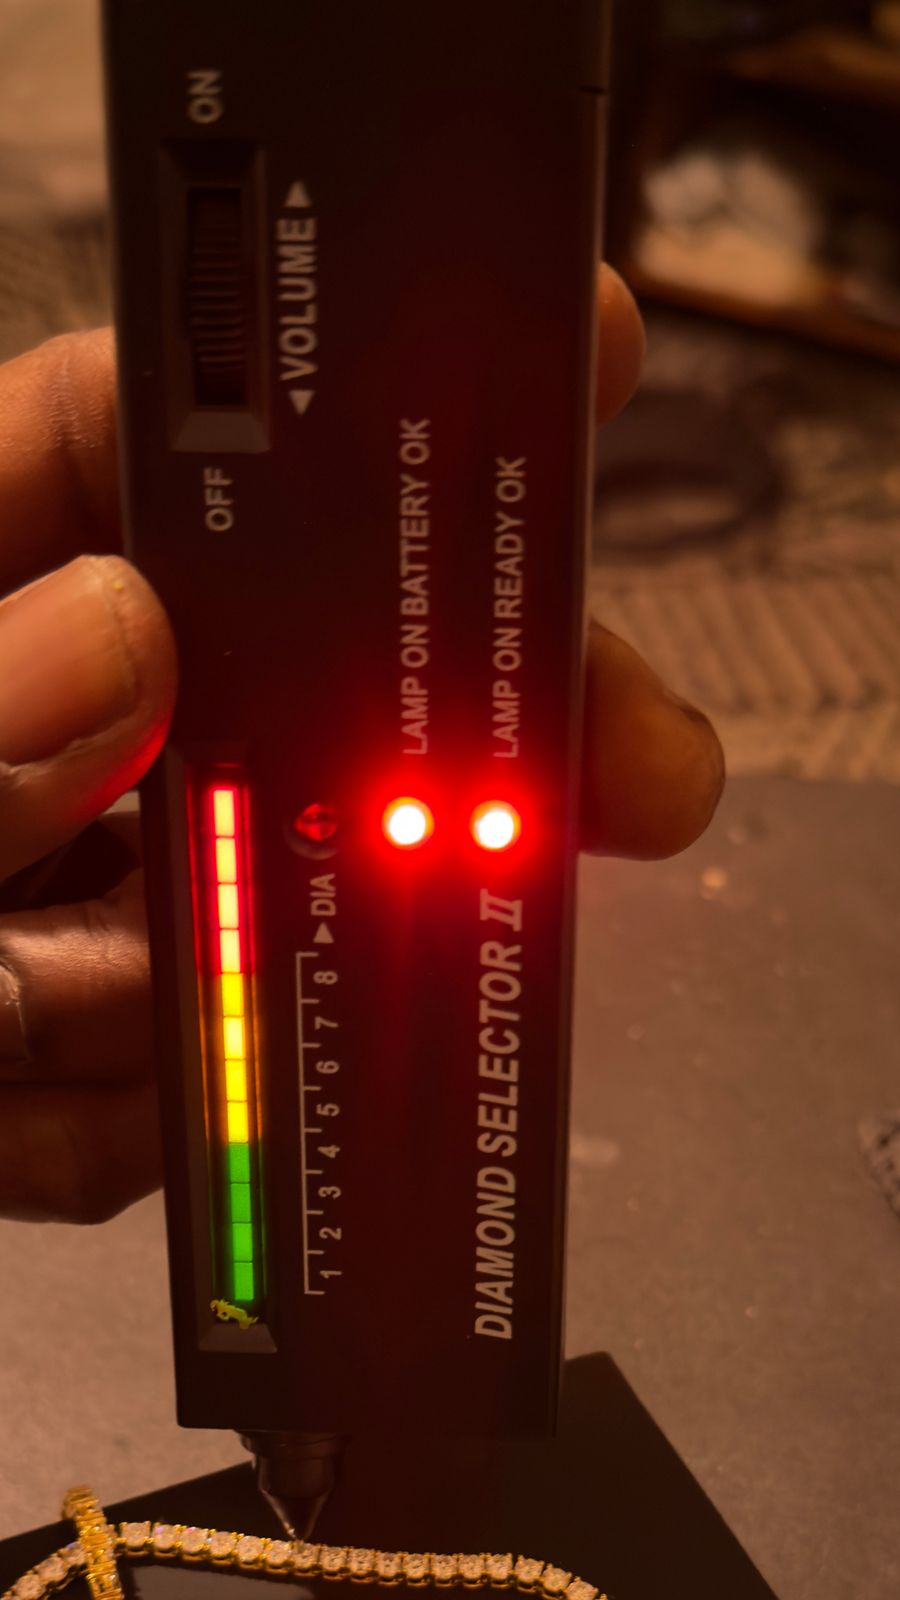 ON
◄ VOLUME ►
OFF
LAMP ON BATTERY OK
LAMP ON READY OK
1 2 3 4 5 6 7 8 ►DIA
DIAMOND SELECTOR II